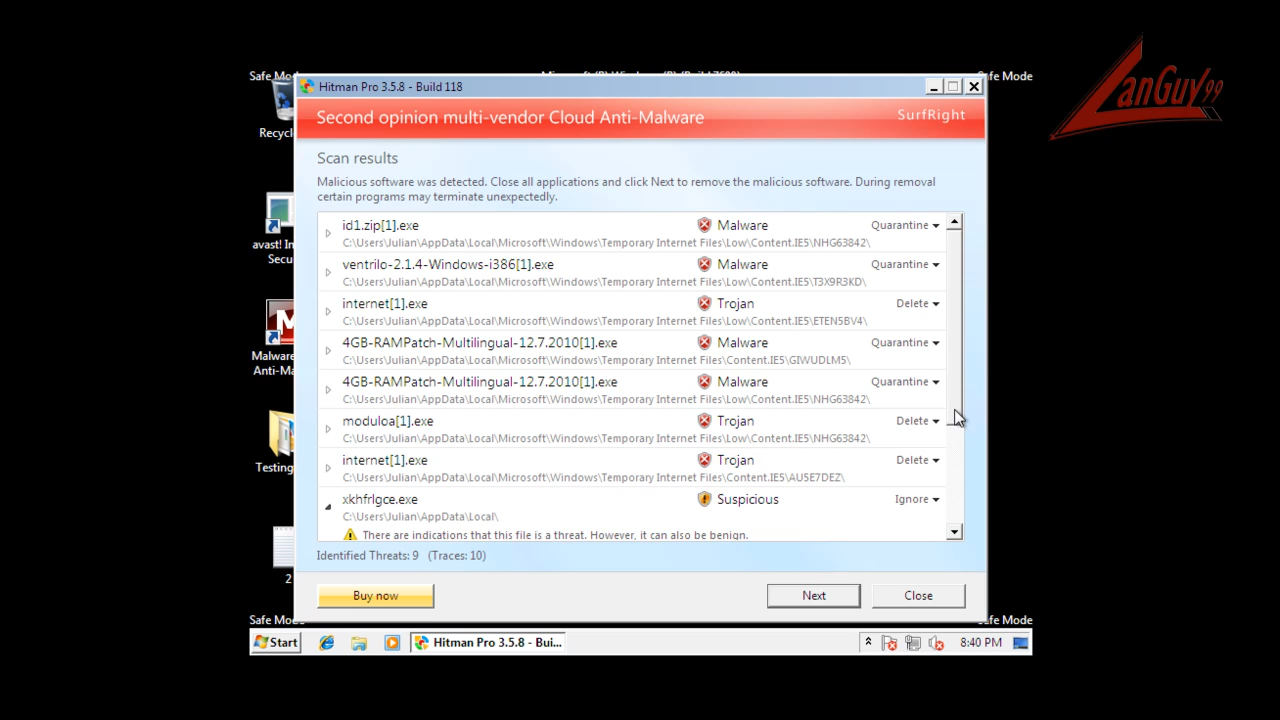 LanGuy99
Safe Mode
Safe Mode
Hitman Pro 3.5.8 - Build 118
Second opinion multi-vendor Cloud Anti-Malware
SurfRight
Scan results
Malicious software was detected. Close all applications and click Next to remove the malicious software. During removal
certain programs may terminate unexpectedly.
id1.zip[1].exe
Malware
Quarantine
C:\Users\Julian\AppData\Local\Microsoft\Windows\Temporary Internet Files\Low\Content.IE5\NHG63842\
ventrilo-2.1.4-Windows-i386[1].exe
Malware
Quarantine
C:\Users\Julian\AppData\Local\Microsoft\Windows\Temporary Internet Files\Low\Content.IE5\T3X9R3KD\
internet[1].exe
Trojan
Delete
C:\Users\Julian\AppData\Local\Microsoft\Windows\Temporary Internet Files\Low\Content.IE5\ETEN5BV4\
4GB-RAMPatch-Multilingual-12.7.2010[1].exe
Malware
Quarantine
C:\Users\Julian\AppData\Local\Microsoft\Windows\Temporary Internet Files\Content.IE5\GIWUDLM5\
4GB-RAMPatch-Multilingual-12.7.2010[1].exe
Malware
Quarantine
C:\Users\Julian\AppData\Local\Microsoft\Windows\Temporary Internet Files\Low\Content.IE5\NHG63842\
moduloa[1].exe
Trojan
Delete
C:\Users\Julian\AppData\Local\Microsoft\Windows\Temporary Internet Files\Low\Content.IE5\NHG63842\
internet[1].exe
Trojan
Delete
C:\Users\Julian\AppData\Local\Microsoft\Windows\Temporary Internet Files\Content.IE5\AU5E7DEZ\
xkhfrlgce.exe
Suspicious
Ignore
C:\Users\Julian\AppData\Local\
There are indications that this file is a threat. However, it can also be benign.
Identified Threats: 9 (Traces: 10)
Buy now
Next
Close
Recycl
avast! In
Secu
M
Malware
Anti-Ma
Testing
2
Safe Mo
Safe Mode
Start
Hitman Pro 3.5.8 - Bui...
8:40 PM